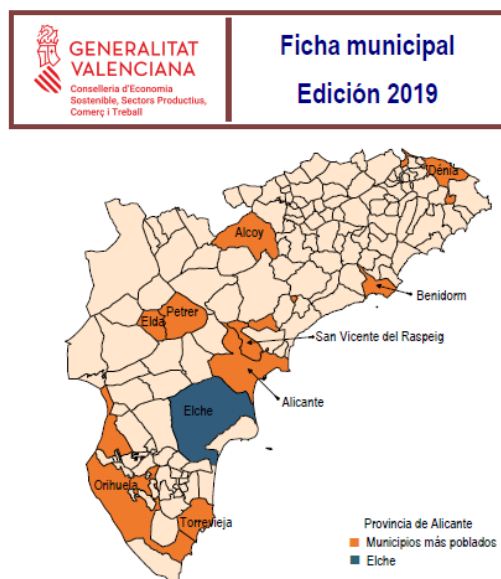 GENERALITAT
VALENCIANA
Conselleria d'Economia
Sostenible, Sectors Productius,
Comerç i Treball
Ficha municipal
Edición 2019
Dénia
Alcoy
Benidorm
Petrer
Elda
San Vicente del Raspeig
Alicante
Elche
Orihuela
Torrevieja
Provincia de Alicante
Municipios más poblados
Elche